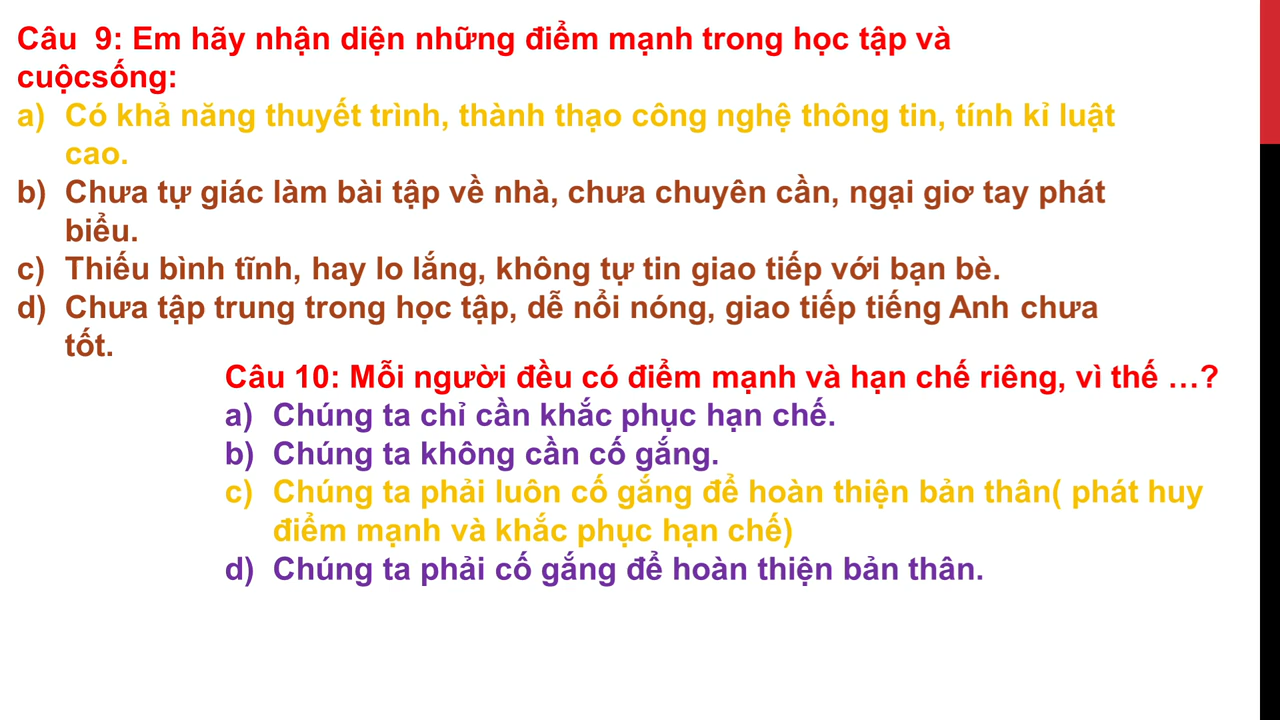 Câu  9: Em hãy nhận diện những điểm mạnh trong học tập và
cuộcsống:
a) Có khả năng thuyết trình, thành thạo công nghệ thông tin, tính kỉ luật
cao.
b) Chưa tự giác làm bài tập về nhà, chưa chuyên cần, ngại giơ tay phát
biểu.
c) Thiếu bình tĩnh, hay lo lắng, không tự tin giao tiếp với bạn bè.
d) Chưa tập trung trong học tập, dễ nổi nóng, giao tiếp tiếng Anh chưa
tốt.
Câu 10: Mỗi người đều có điểm mạnh và hạn chế riêng, vì thế …?
a) Chúng ta chỉ cần khắc phục hạn chế.
b) Chúng ta không cần cố gắng.
c) Chúng ta phải luôn cố gắng để hoàn thiện bản thân( phát huy
điểm mạnh và khắc phục hạn chế)
d) Chúng ta phải cố gắng để hoàn thiện bản thân.